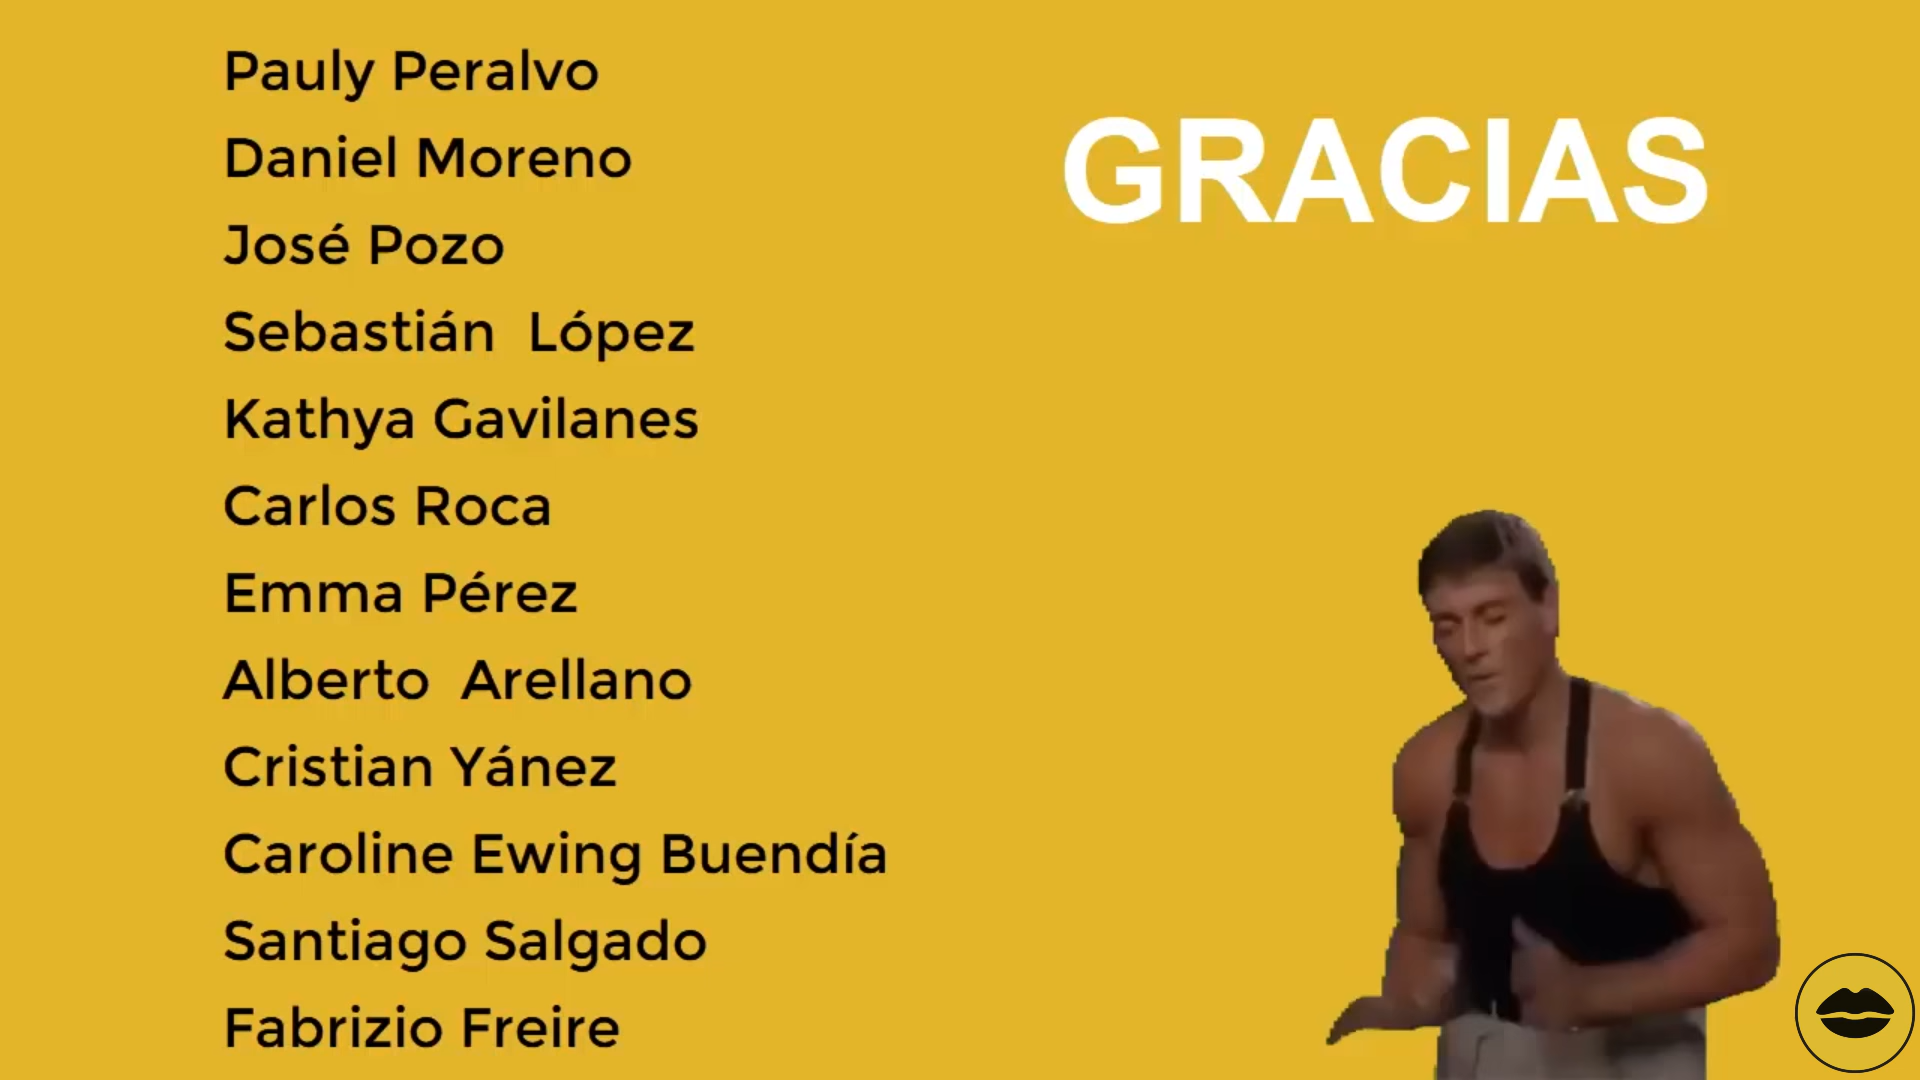 Pauly Peralvo
Daniel Moreno
José Pozo
Sebastián  López
Kathya Gavilanes
Carlos Roca
Emma Pérez
Alberto  Arellano
Cristian Yánez
Caroline Ewing Buendía
Santiago Salgado
Fabrizio Freire
GRACIAS